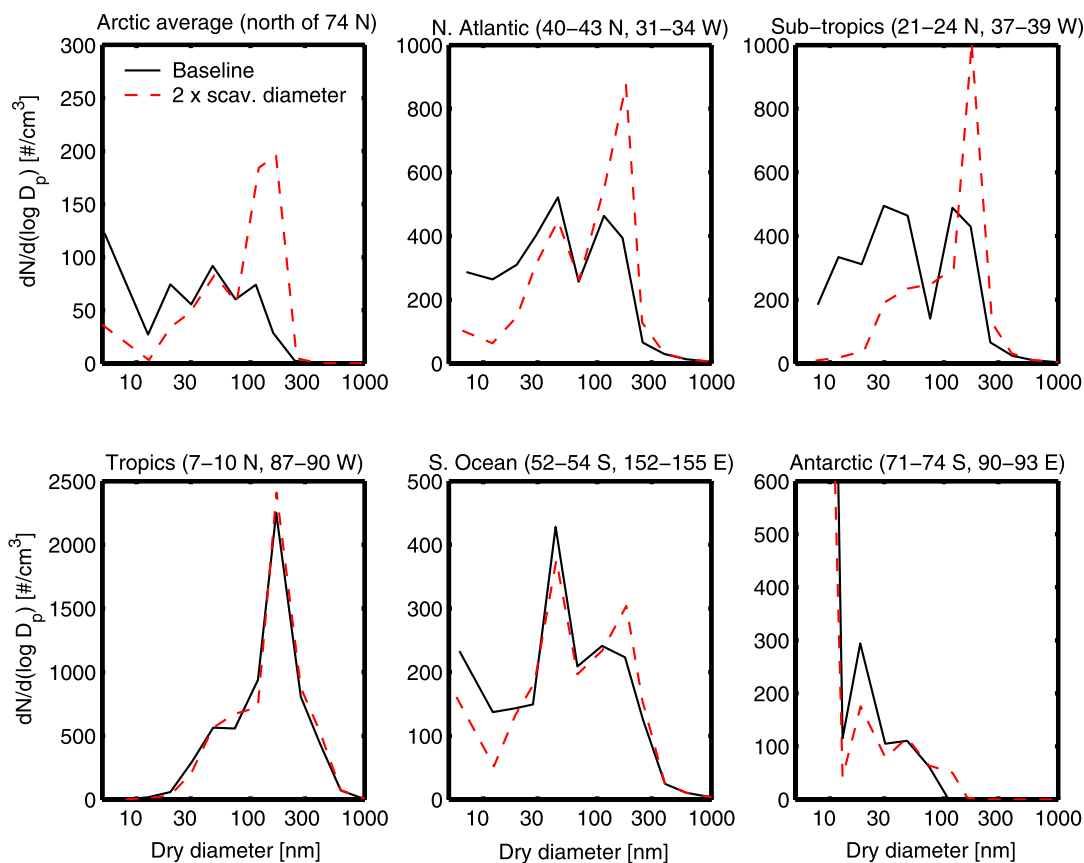 Arctic average (north of 74 N)
N. Atlantic (40–43 N, 31–34 W)
Sub–tropics (21–24 N, 37–39 W)
300
250
200
150
100
50
0
dN/d(log D_p) [#/cm^3]
Baseline
2 x scav. diameter
10 30 100 300 1000
1000
800
600
400
200
0
10 30 100 300 1000
1000
800
600
400
200
0
10 30 100 300 1000
Tropics (7–10 N, 87–90 W)
S. Ocean (52–54 S, 152–155 E)
Antarctic (71–74 S, 90–93 E)
2500
2000
1500
1000
500
0
dN/d(log D_p) [#/cm^3]
10 30 100 300 1000
Dry diameter [nm]
500
400
300
200
100
0
10 30 100 300 1000
Dry diameter [nm]
600
500
400
300
200
100
0
10 30 100 300 1000
Dry diameter [nm]